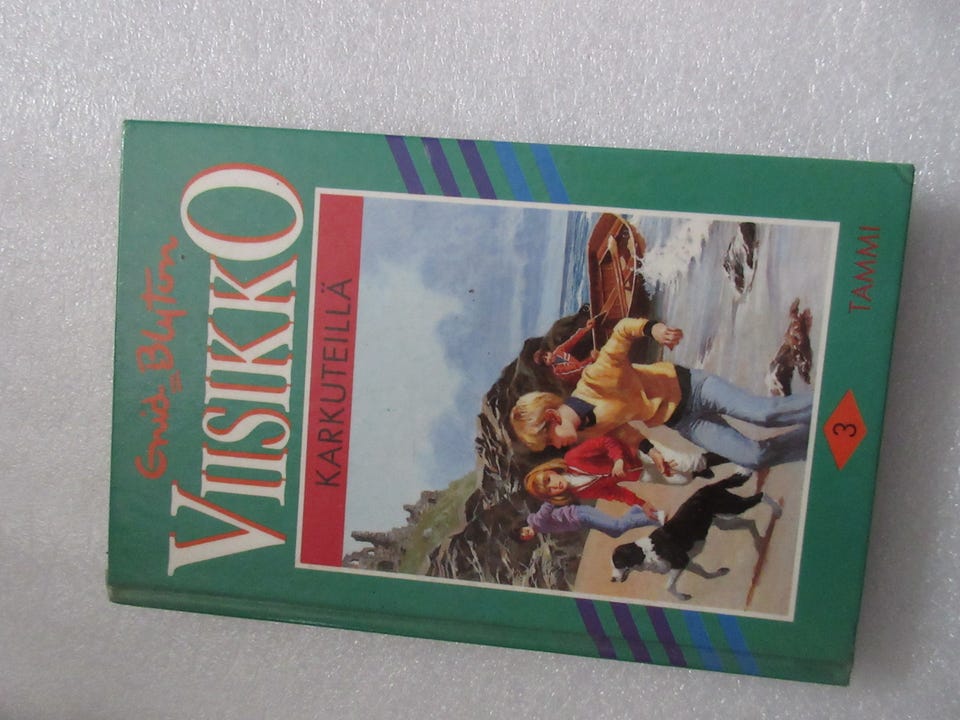 Enid Blyton
VIISIKKO
KARKUTEILLÄ
3
TAMMI